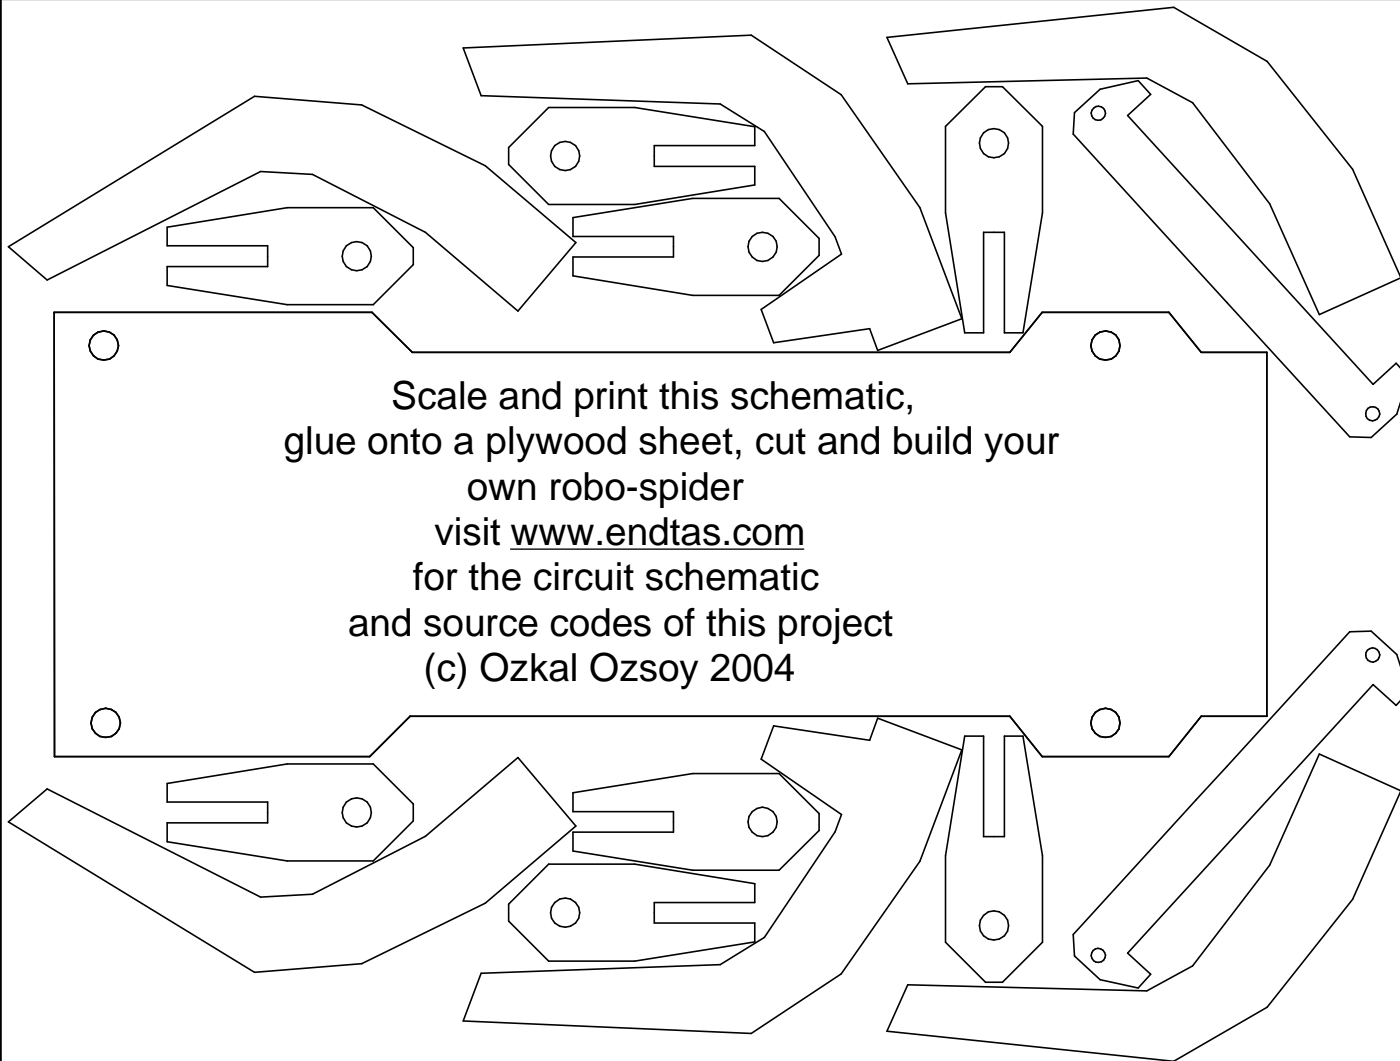 Scale and print this schematic,
glue onto a plywood sheet, cut and build your
own robo-spider
visit www.endtas.com
for the circuit schematic
and source codes of this project
(c) Ozkal Ozsoy 2004